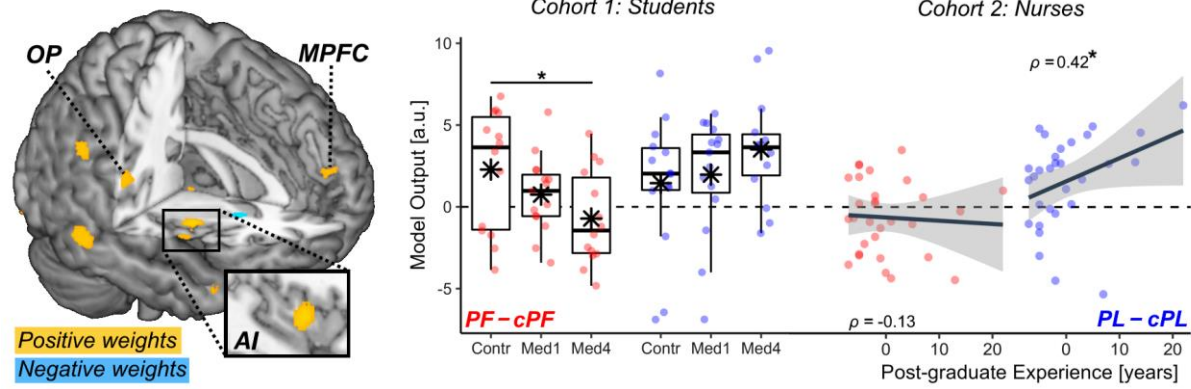 OP
MPFC
AI
Positive weights
Negative weights
Cohort 1: Students
Cohort 2: Nurses
Model Output [a.u.]
10
5
0
-5
*
ρ = 0.42*
ρ = -0.13
PF – cPF
PL – cPL
Contr Med1 Med4 Contr Med1 Med4
0 10 20 0 10 20
Post-graduate Experience [years]